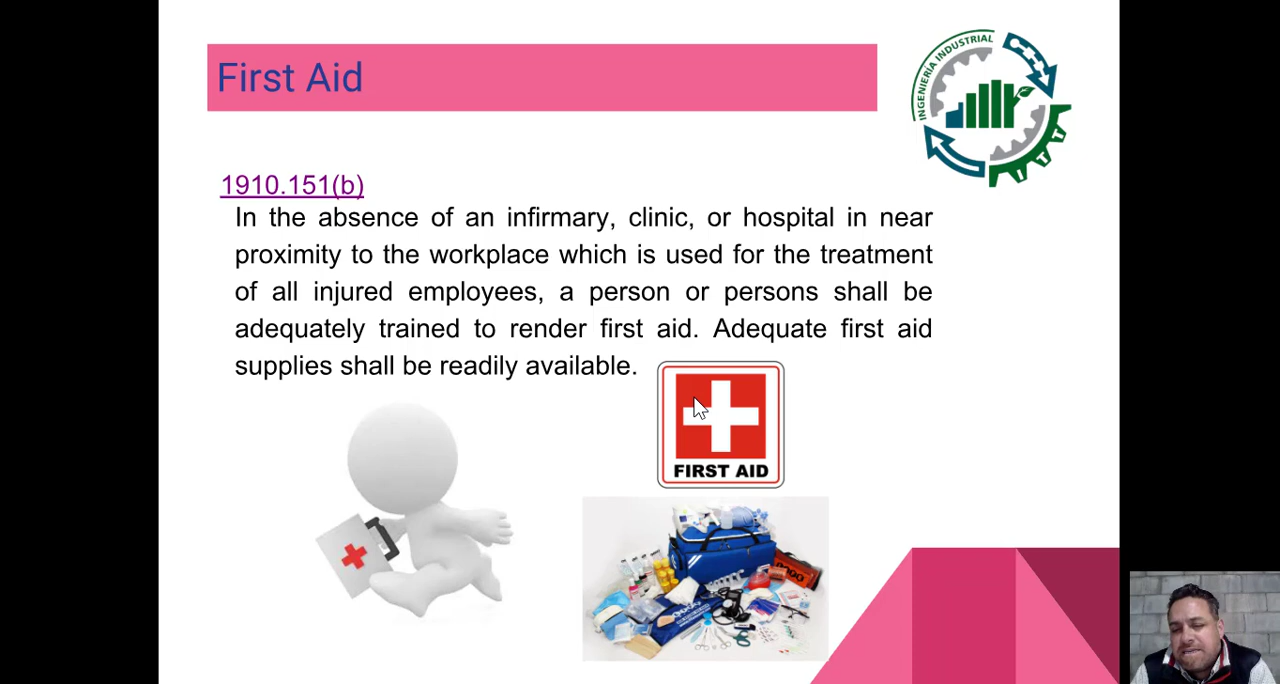 First Aid
INGENIERÍA INDUSTRIAL
ITT
1910.151(b)
In the absence of an infirmary, clinic, or hospital in near
proximity to the workplace which is used for the treatment
of all injured employees, a person or persons shall be
adequately trained to render first aid. Adequate first aid
supplies shall be readily available.
FIRST AID